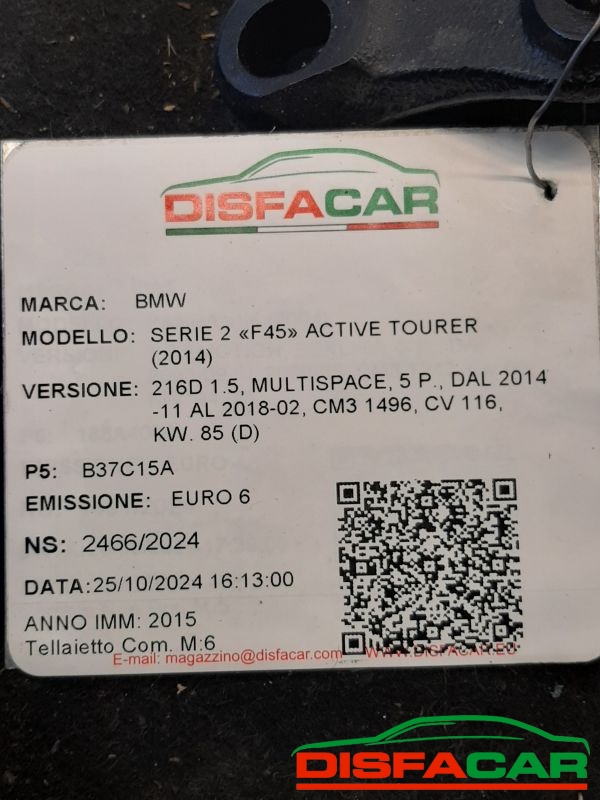 DISFACAR
MARCA: BMW
MODELLO: SERIE 2 «F45» ACTIVE TOURER
(2014)
VERSIONE: 216D 1.5, MULTISPACE, 5 P., DAL 2014
-11 AL 2018-02, CM3 1496, CV 116,
KW. 85 (D)
P5: B37C15A
EMISSIONE: EURO 6
NS: 2466/2024
DATA:25/10/2024 16:13:00
ANNO IMM: 2015
Tellaietto Com. M:6
E-mail: magazzino@disfacar.com WWW.DISFACAR.EU
DISFACAR